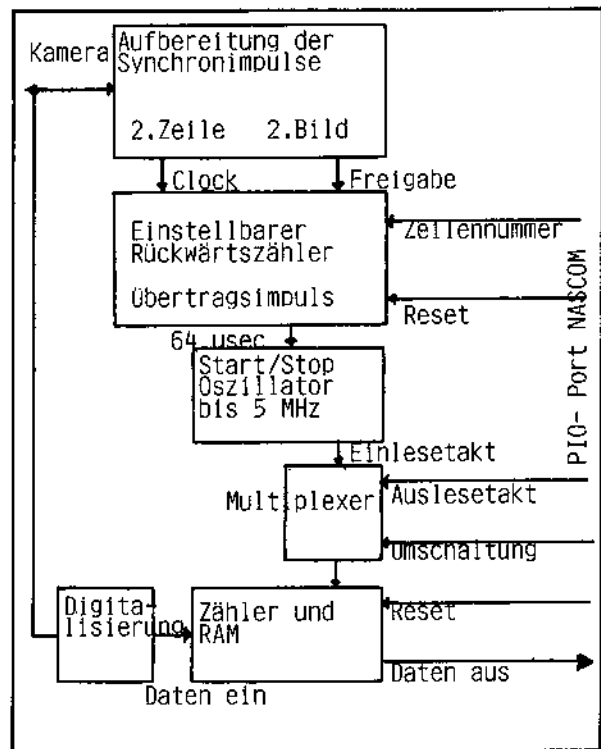 Kamera
Aufbereitung der
Synchronimpulse
2.Zeile 2.Bild
Clock
Freigabe
Einstellbarer
Rückwärtszähler
Übertragsimpuls
Zeilennummer
Reset
64 usec
Start/Stop
Oszillator
bis 5 MHz
PIO- Port NASCOM
Einlesetakt
Multiplexer
Auslesetakt
Umschaltung
Digita-
lisierung
Zähler und
RAM
Reset
Daten aus
Daten ein